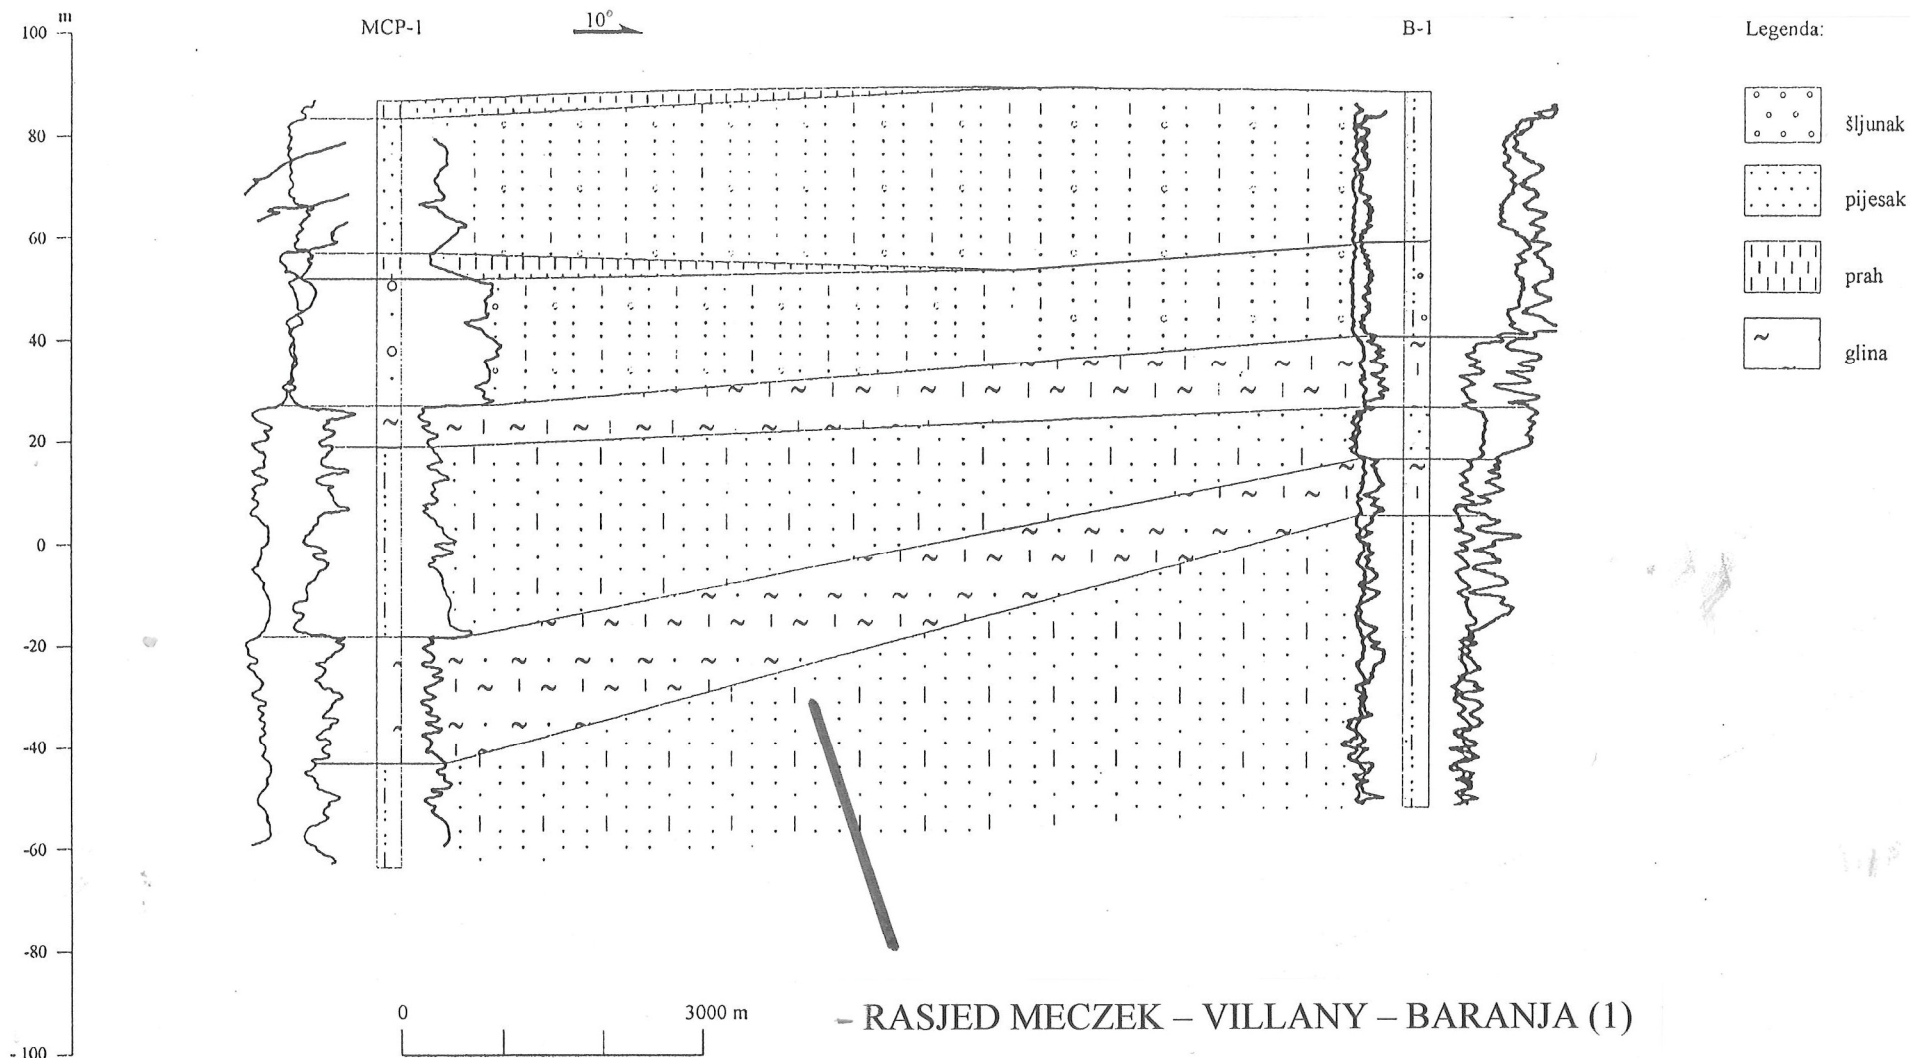 m
MCP-1
10°
B-1
Legenda:
100
80
60
40
20
0
-20
-40
-60
-80
-100
šljunak
pijesak
prah
glina
0
3000 m
- RASJED MECZEK – VILLANY – BARANJA (1)